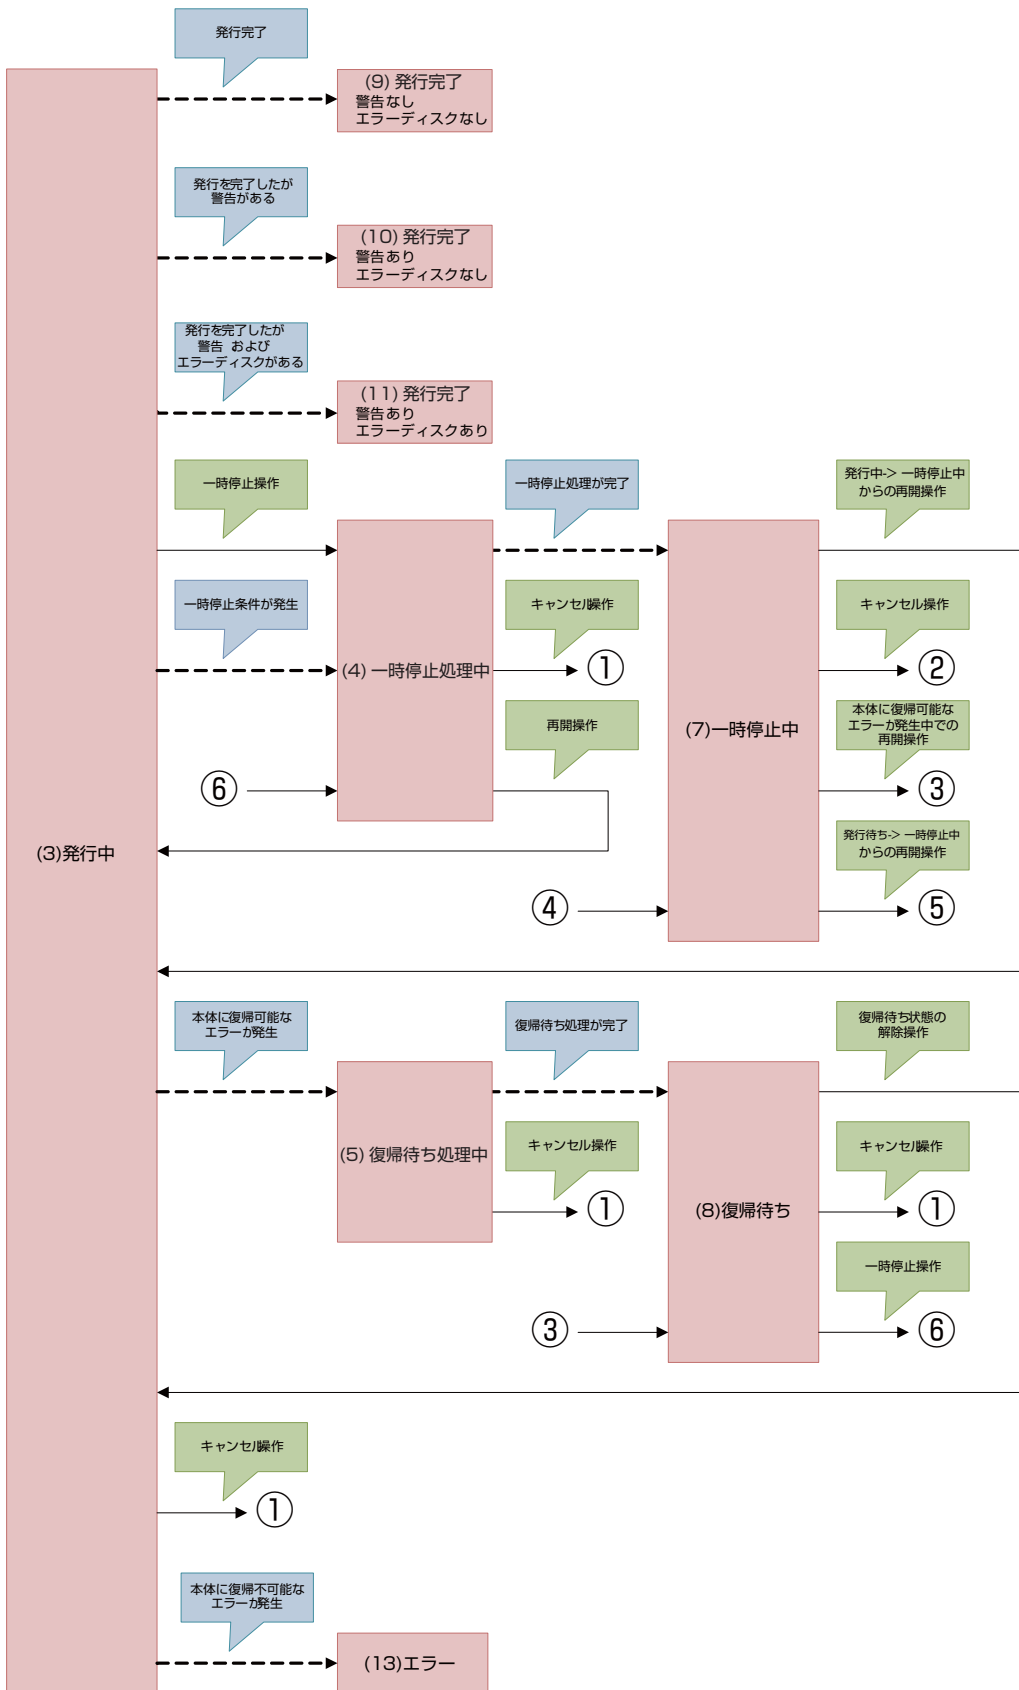 発行完了
(9) 発行完了
警告なし
エラーディスクなし
発行を完了したが
警告がある
(10) 発行完了
警告あり
エラーディスクなし
発行を完了したが
警告 および
エラーディスクがある
(11) 発行完了
警告あり
エラーディスクあり
一時停止操作
一時停止処理が完了
発行中-> 一時停止中
からの再開操作
一時停止条件が発生
キャンセル操作
キャンセル操作
(4) 一時停止処理中
①
②
再開操作
(7)一時停止中
本体に復帰可能な
エラーが発生中での
再開操作
⑥
③
(3)発行中
発行待ち-> 一時停止中
からの再開操作
④
⑤
本体に復帰可能な
エラーが発生
復帰待ち処理が完了
復帰待ち状態の
解除操作
(5) 復帰待ち処理中
キャンセル操作
キャンセル操作
①
(8)復帰待ち
①
一時停止操作
③
⑥
キャンセル操作
①
本体に復帰不可能な
エラーが発生
(13)エラー